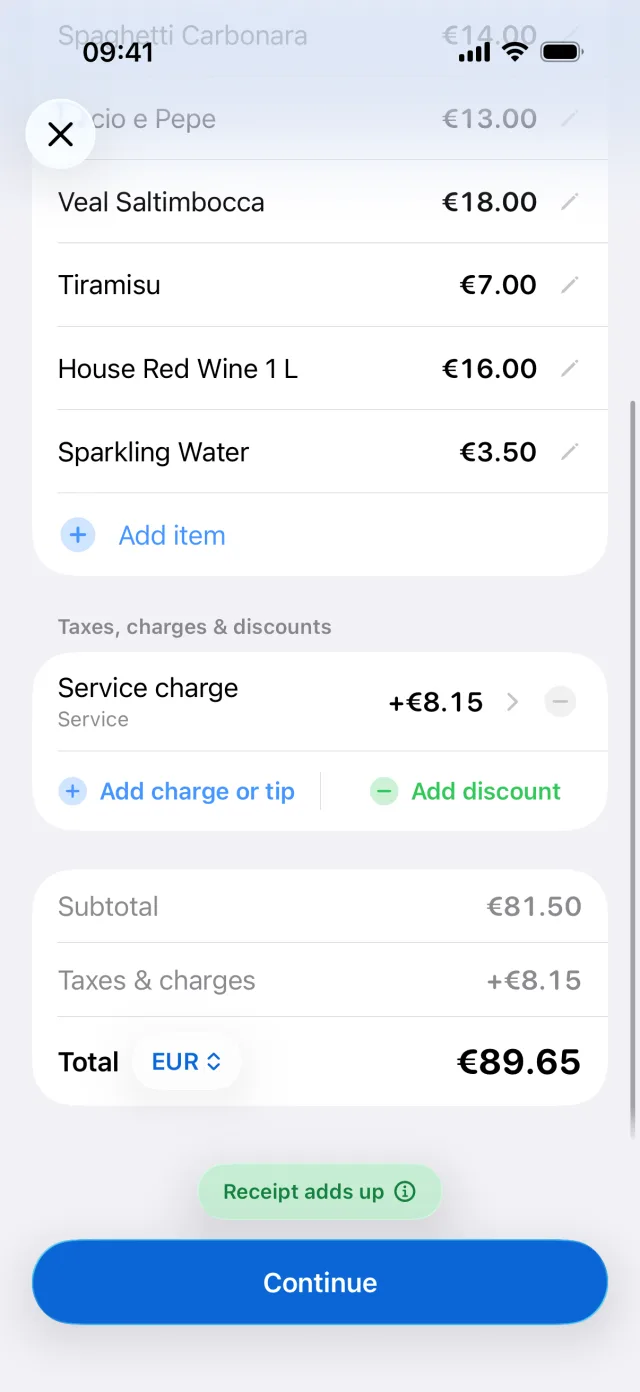 Spaghetti Carbonara €14.00
09:41
cio e Pepe €13.00
Veal Saltimbocca €18.00
Tiramisu €7.00
House Red Wine 1 L €16.00
Sparkling Water €3.50
Add item
Taxes, charges & discounts
Service charge +€8.15
Service
Add charge or tip Add discount
Subtotal €81.50
Taxes & charges +€8.15
Total EUR €89.65
Receipt adds up
Continue